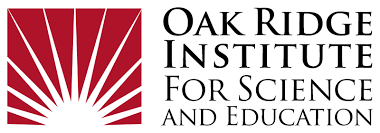 OAK RIDGE
INSTITUTE
FOR SCIENCE
AND EDUCATION